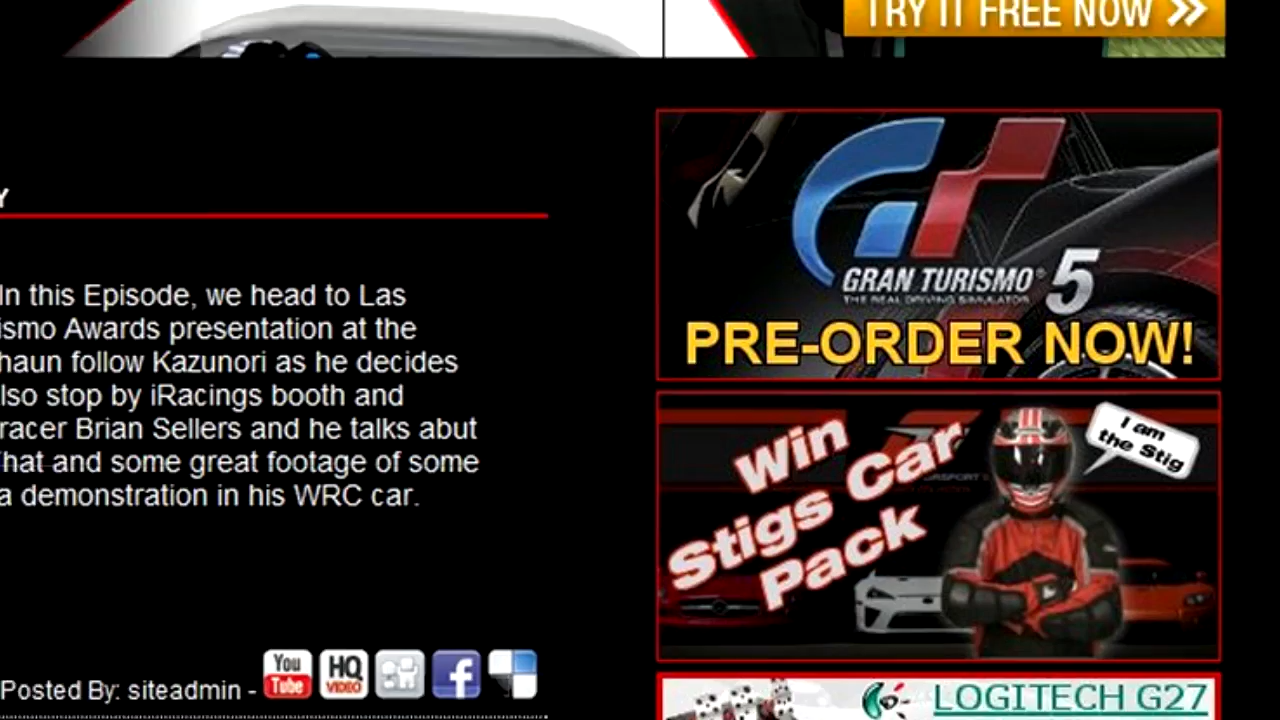 TRY IT FREE NOW »
Y
In this Episode, we head to Las
ismo Awards presentation at the
haun follow Kazunori as he decides
lso stop by iRacings booth and
racer Brian Sellers and he talks abut
That and some great footage of some
a demonstration in his WRC car.
Posted By: siteadmin -
You
Tube
HQ
VIDEO
f
GT
GRAN TURISMO® 5
THE REAL DRIVING SIMULATOR
PRE-ORDER NOW!
Win
Stigs Car
Pack
I am
the Stig
LOGITECH G27